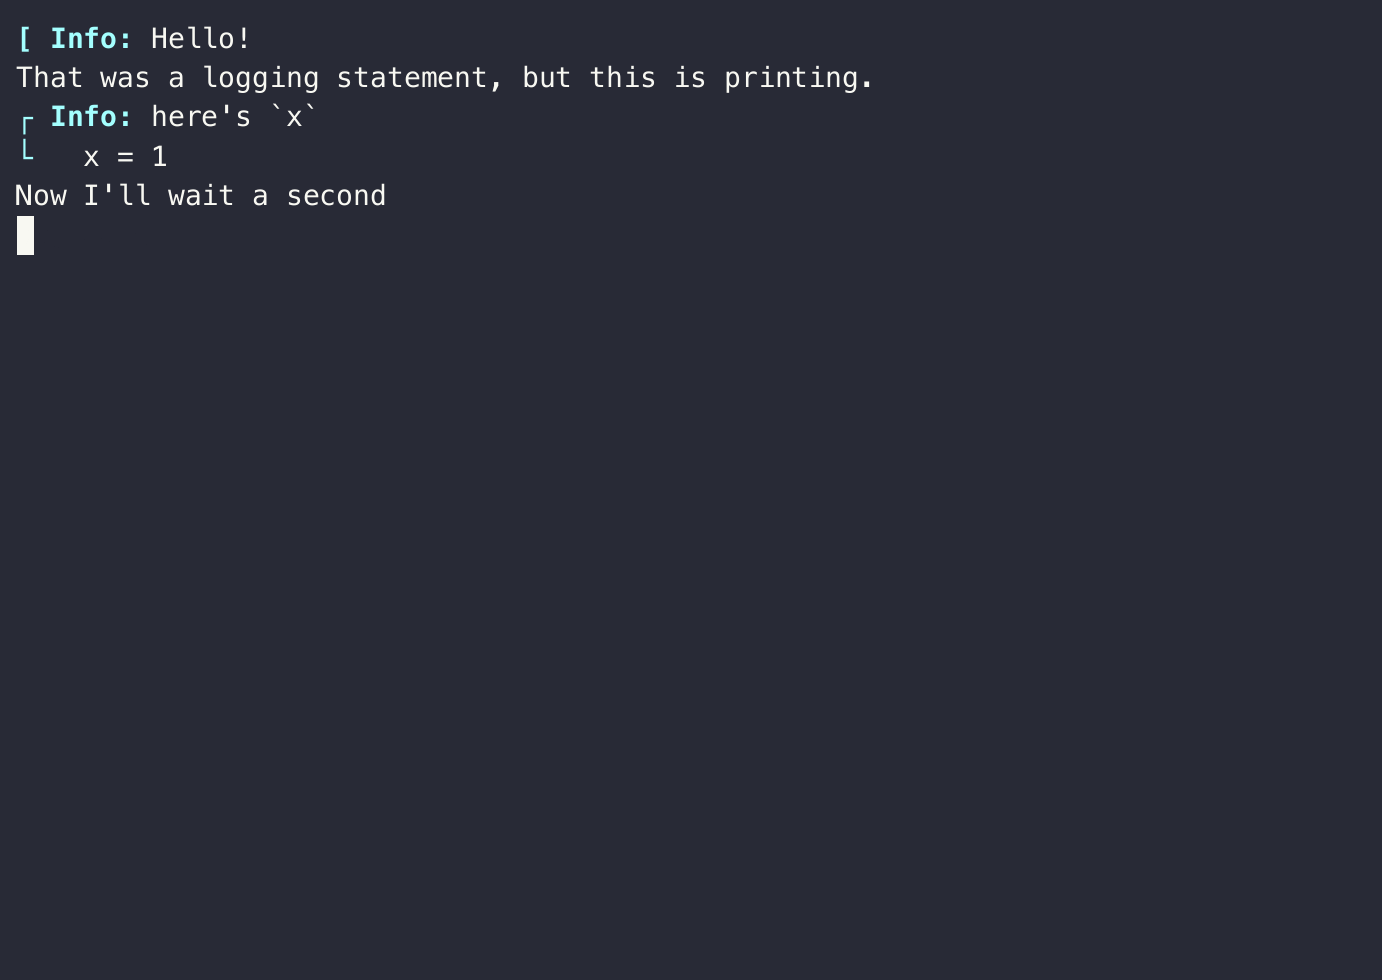 [ Info: Hello!
That was a logging statement, but this is printing.
┌ Info: here's `x`
└   x = 1
Now I'll wait a second